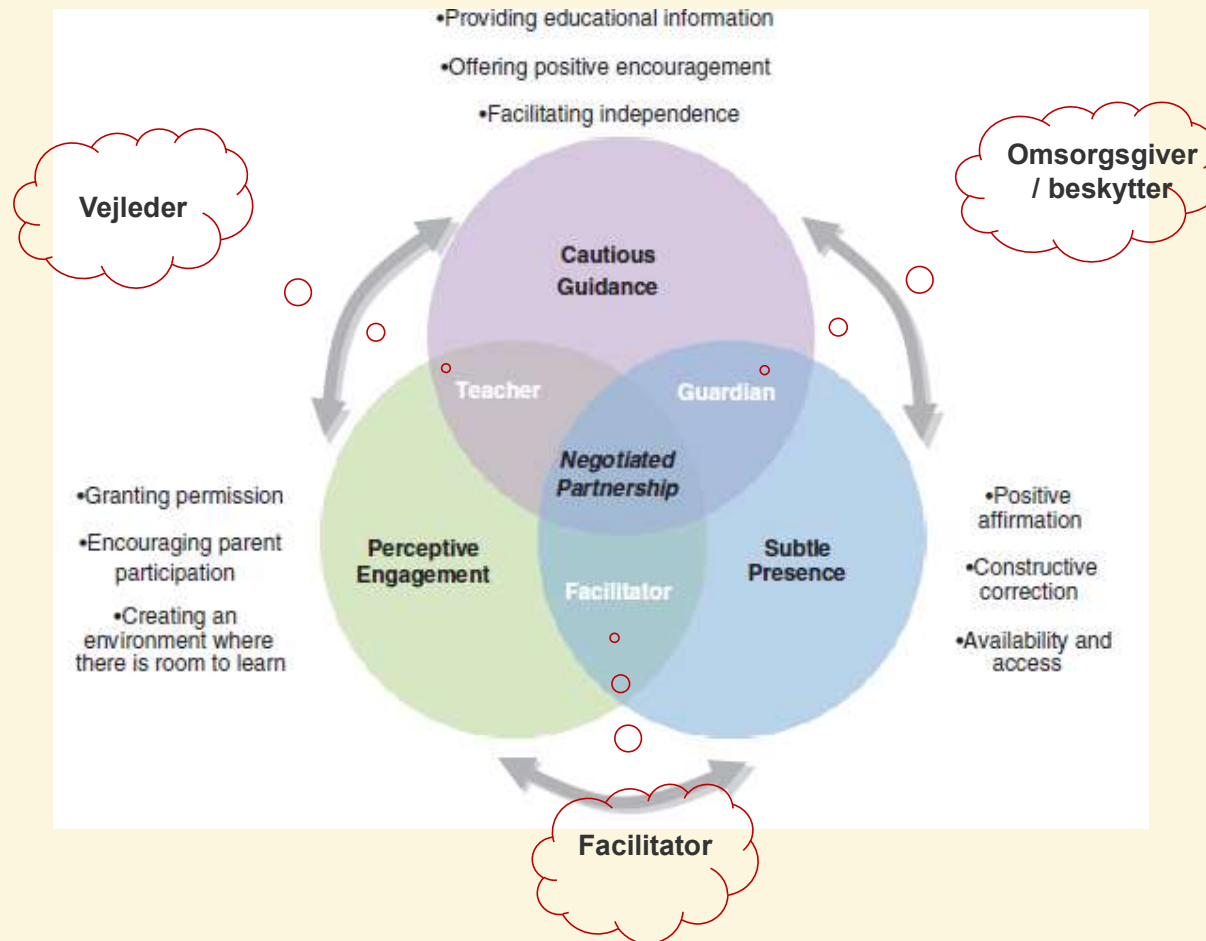 •Providing educational information
•Offering positive encouragement
•Facilitating independence
Vejleder
Omsorgsgiver
/ beskytter
Cautious
Guidance
Teacher
Guardian
Negotiated
Partnership
•Granting permission
•Encouraging parent
participation
•Creating an
environment where
there is room to learn
Perceptive
Engagement
Facilitator
Subtle
Presence
•Positive
affirmation
•Constructive
correction
•Availability and
access
Facilitator